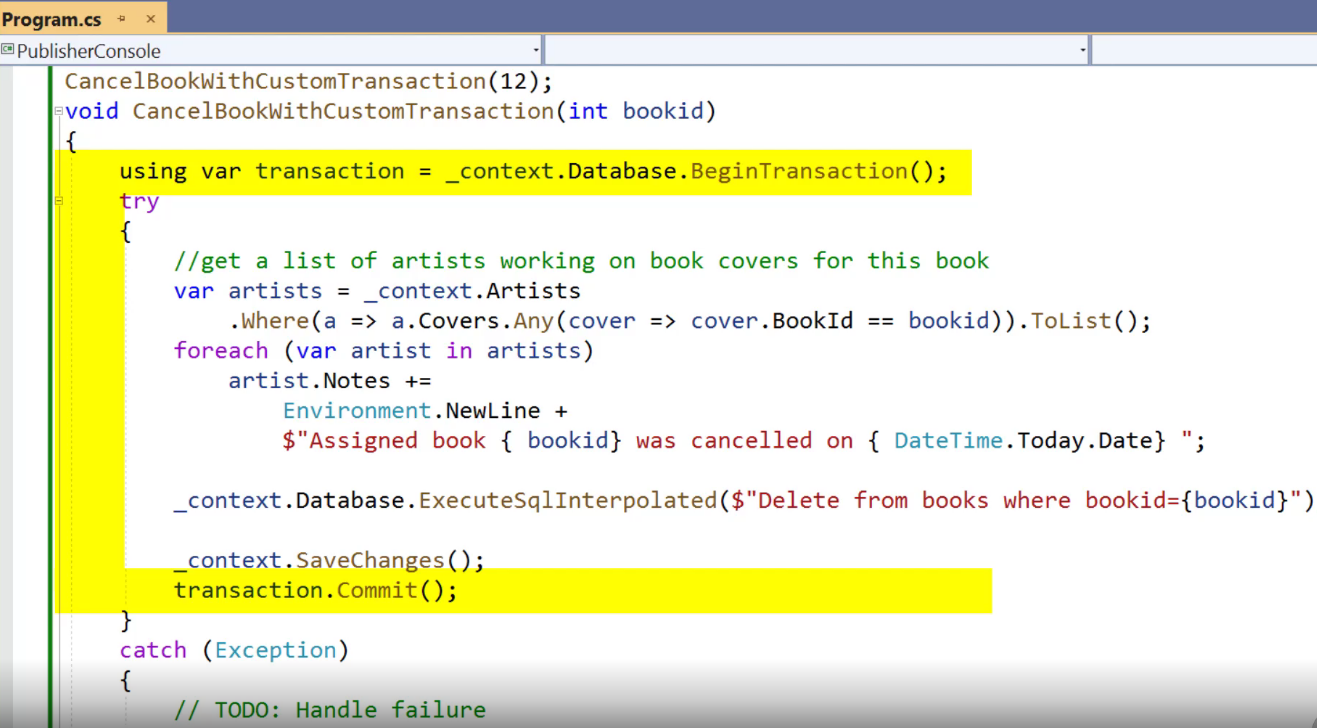 Program.cs
C# PublisherConsole
CancelBookWithCustomTransaction(12);
void CancelBookWithCustomTransaction(int bookid)
{
    using var transaction = _context.Database.BeginTransaction();
    try
    {
        //get a list of artists working on book covers for this book
        var artists = _context.Artists
            .Where(a => a.Covers.Any(cover => cover.BookId == bookid)).ToList();
        foreach (var artist in artists)
            artist.Notes +=
                Environment.NewLine +
                $"Assigned book { bookid} was cancelled on { DateTime.Today.Date} ";
        _context.Database.ExecuteSqlInterpolated($"Delete from books where bookid={bookid}")
        _context.SaveChanges();
        transaction.Commit();
    }
    catch (Exception)
    {
        // TODO: Handle failure